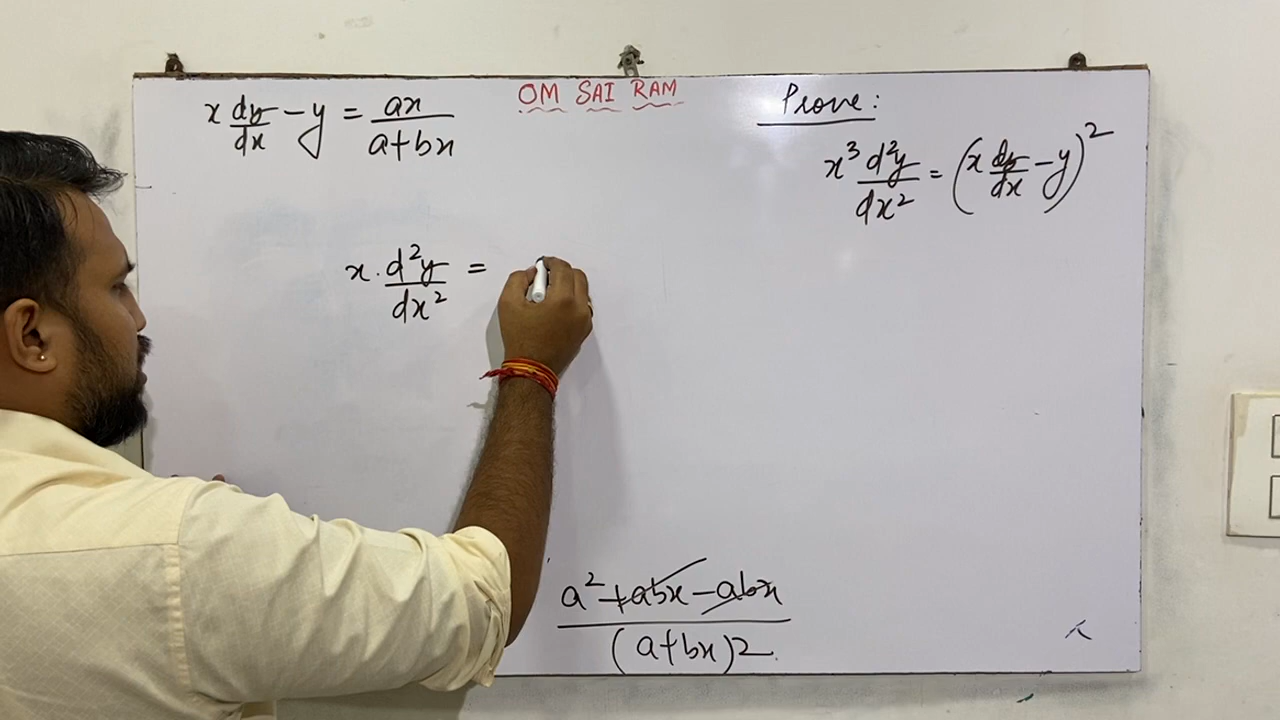 OM SAI RAM
x dy/dx - y = ax/a+bx
Prove:
x³ d²y/dx² = (x dy/dx - y)²
x. d²y/dx² =
a² + abx - abx
(a+bx)2